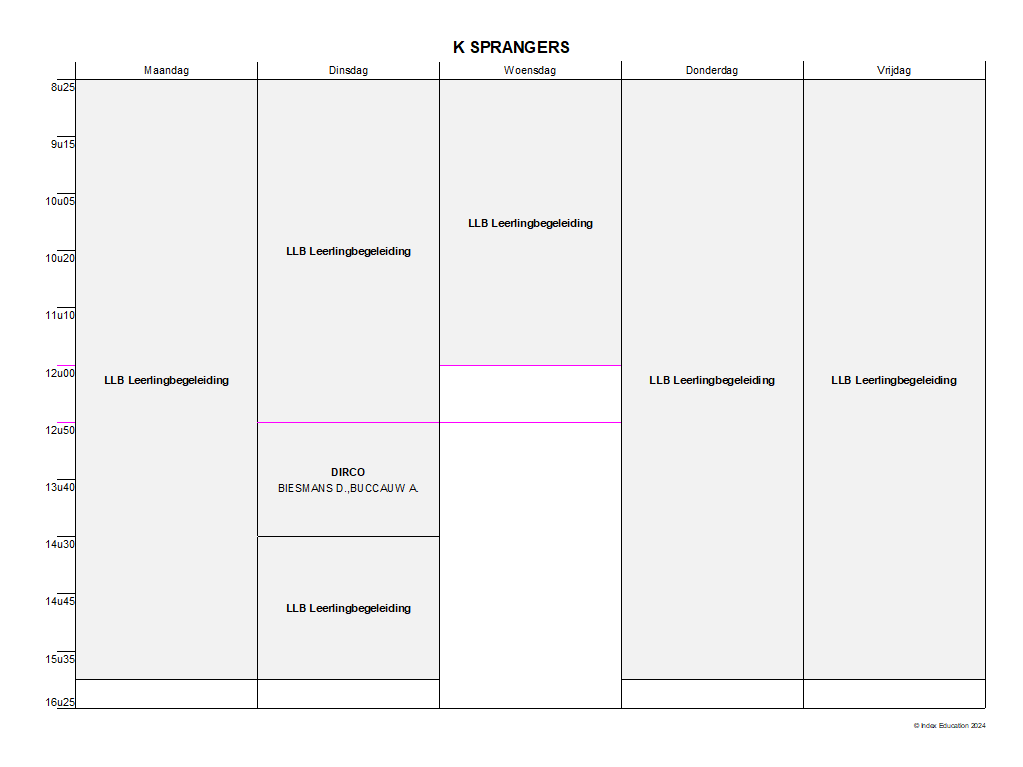 K SPRANGERS
Maandag Dinsdag Woensdag Donderdag Vrijdag
8u25
9u15
10u05
LLB Leerlingbegeleiding
LLB Leerlingbegeleiding
10u20
11u10
12u00
LLB Leerlingbegeleiding LLB Leerlingbegeleiding LLB Leerlingbegeleiding
12u50
DIRCO
13u40 BIESMANS D.,BUCCAUW A.
14u30
14u45
LLB Leerlingbegeleiding
15u35
16u25
© Index Education 2024